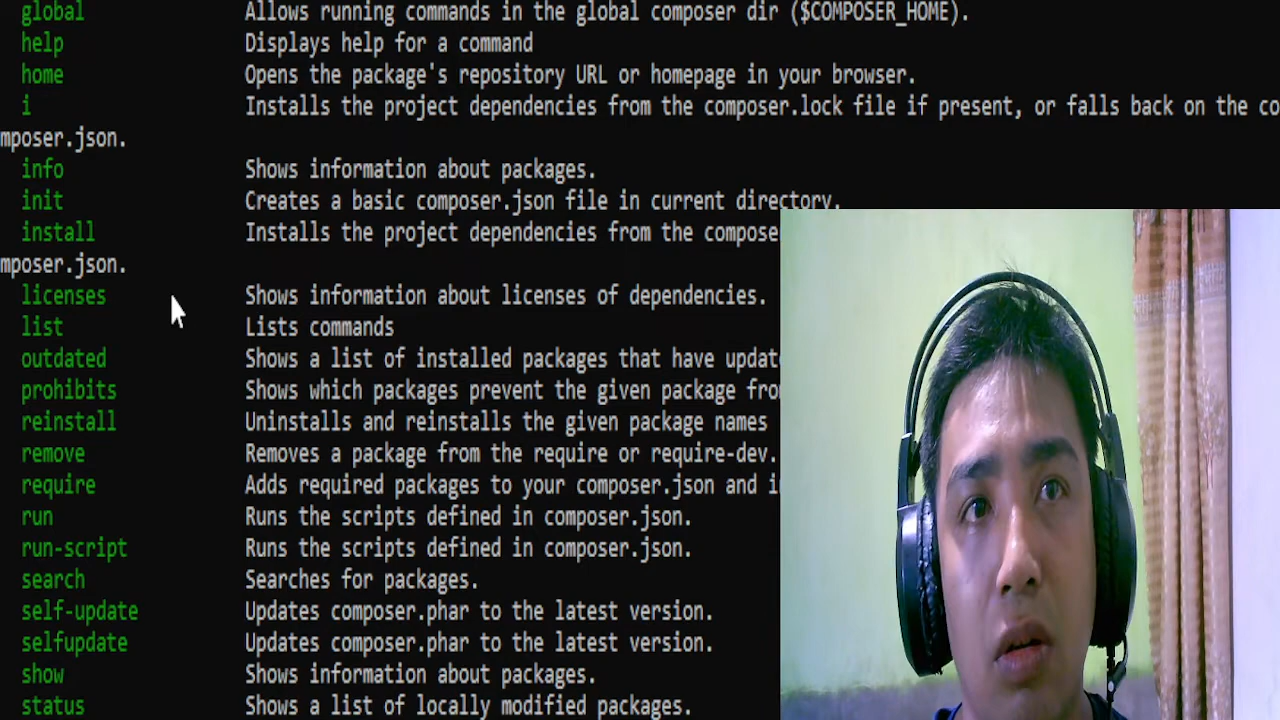 global Allows running commands in the global composer dir ($COMPOSER_HOME).
help Displays help for a command
home Opens the package's repository URL or homepage in your browser.
i Installs the project dependencies from the composer.lock file if present, or falls back on the co
mposer.json.
info Shows information about packages.
init Creates a basic composer.json file in current directory.
install Installs the project dependencies from the compose
mposer.json.
licenses Shows information about licenses of dependencies.
list Lists commands
outdated Shows a list of installed packages that have updat
prohibits Shows which packages prevent the given package fro
reinstall Uninstalls and reinstalls the given package names
remove Removes a package from the require or require-dev.
require Adds required packages to your composer.json and i
run Runs the scripts defined in composer.json.
run-script Runs the scripts defined in composer.json.
search Searches for packages.
self-update Updates composer.phar to the latest version.
selfupdate Updates composer.phar to the latest version.
show Shows information about packages.
status Shows a list of locally modified packages.